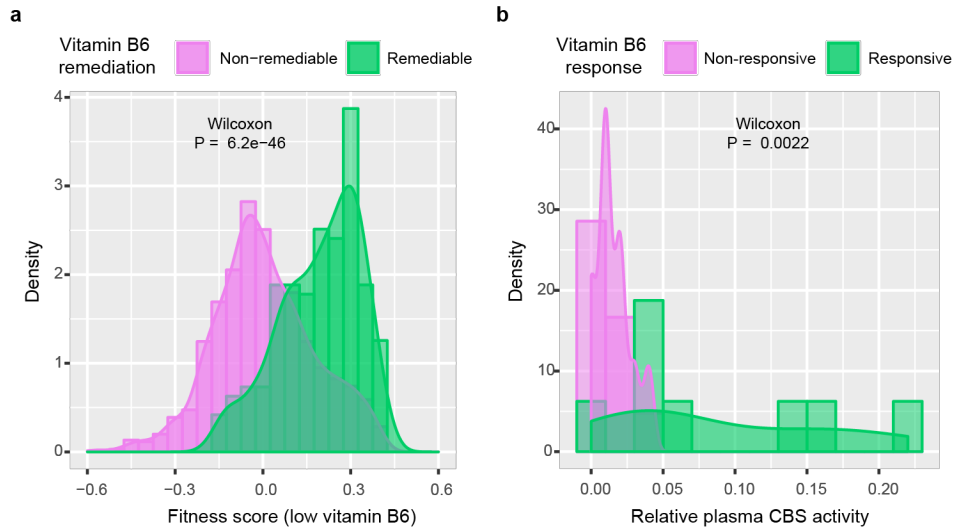 a
Vitamin B6
remediation
Non−remediable
Remediable
Wilcoxon
P = 6.2e−46
Density
4
3
2
1
0
−0.6
−0.3
0.0
0.3
0.6
Fitness score (low vitamin B6)
b
Vitamin B6
response
Non−responsive
Responsive
Wilcoxon
P = 0.0022
Density
40
30
20
10
0
0.00
0.05
0.10
0.15
0.20
Relative plasma CBS activity